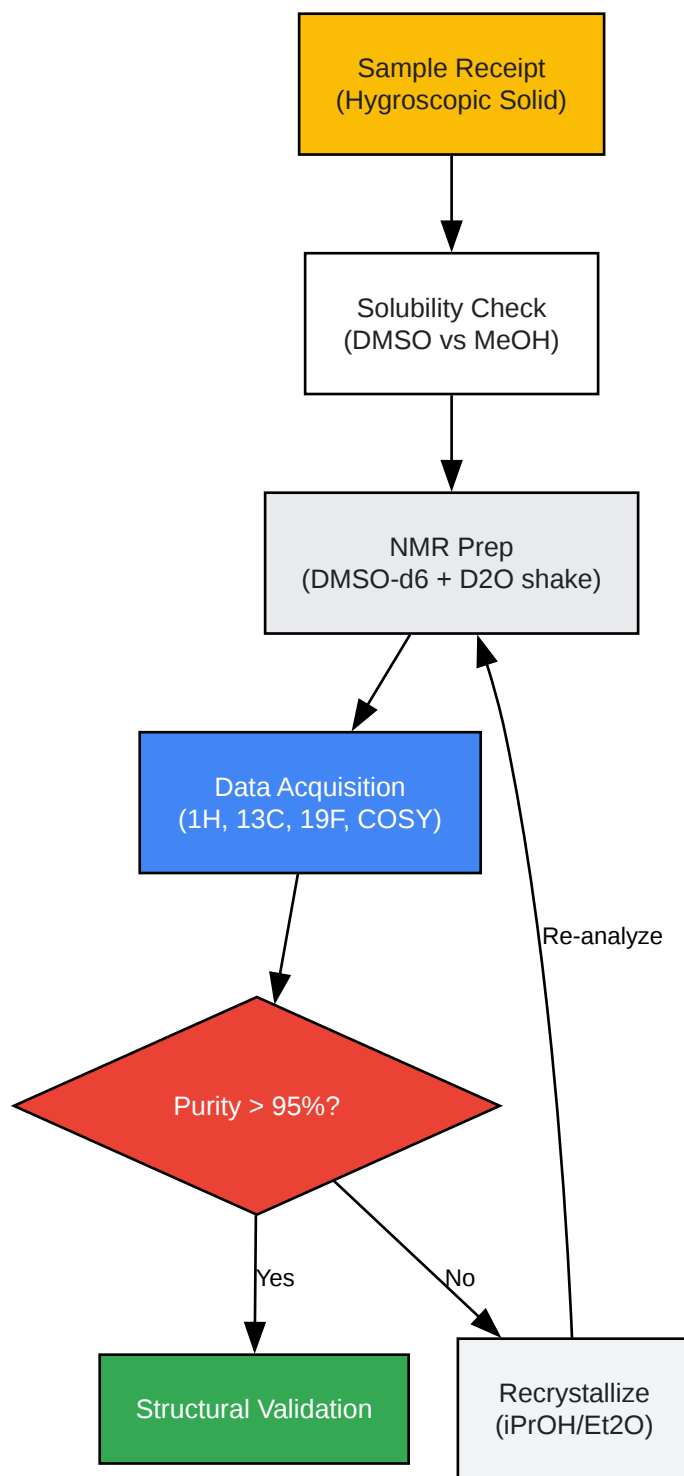 Sample Receipt
(Hygroscopic Solid)
Solubility Check
(DMSO vs MeOH)
NMR Prep
(DMSO-d6 + D2O shake)
Data Acquisition
(1H, 13C, 19F, COSY)
Re-analyze
Purity > 95%?
Yes
No
Structural Validation
Recrystallize
(iPrOH/Et2O)